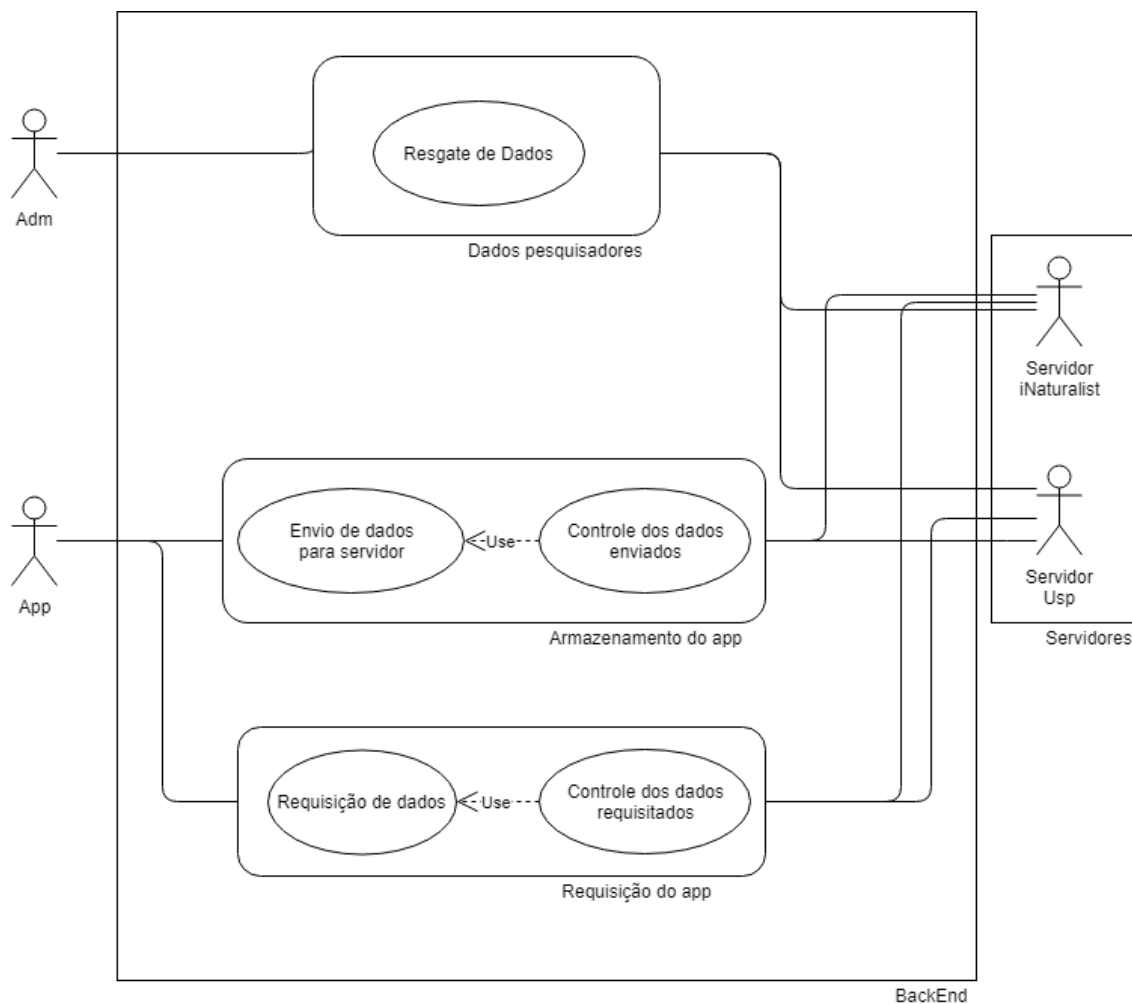 Adm
Resgate de Dados
Dados pesquisadores
Servidor
iNaturalist
App
Envio de dados
para servidor
Use
Controle dos dados
enviados
Armazenamento do app
Servidor
Usp
Servidores
Requisição de dados
Use
Controle dos dados
requisitados
Requisição do app
BackEnd